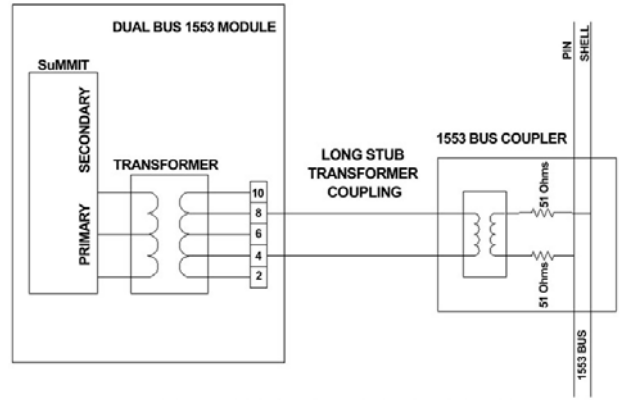 DUAL BUS 1553 MODULE
SuMMIT
SECONDARY
PRIMARY
TRANSFORMER
10
8
6
4
2
LONG STUB
TRANSFORMER
COUPLING
1553 BUS COUPLER
51 Ohms
51 Ohms
PIN
SHELL
1553 BUS